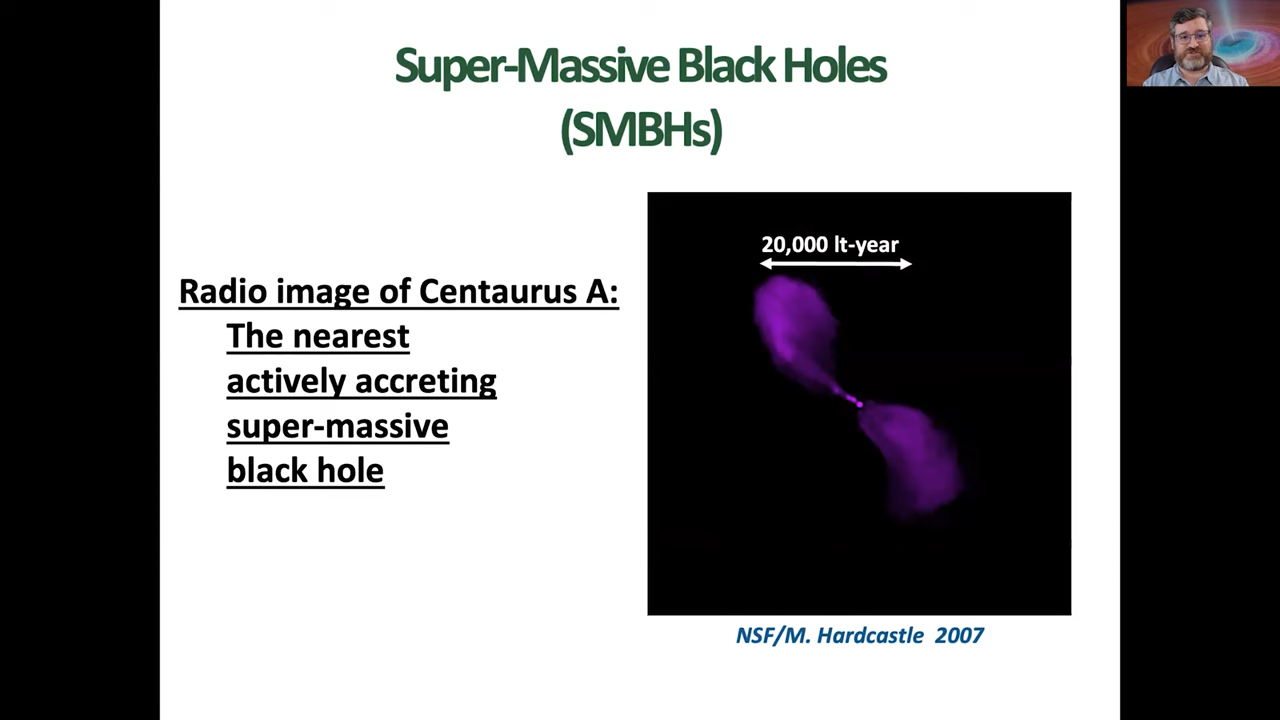 Super-Massive Black Holes
(SMBHs)
20,000 lt-year
Radio image of Centaurus A:
The nearest
actively accreting
super-massive
black hole
NSF/M. Hardcastle 2007